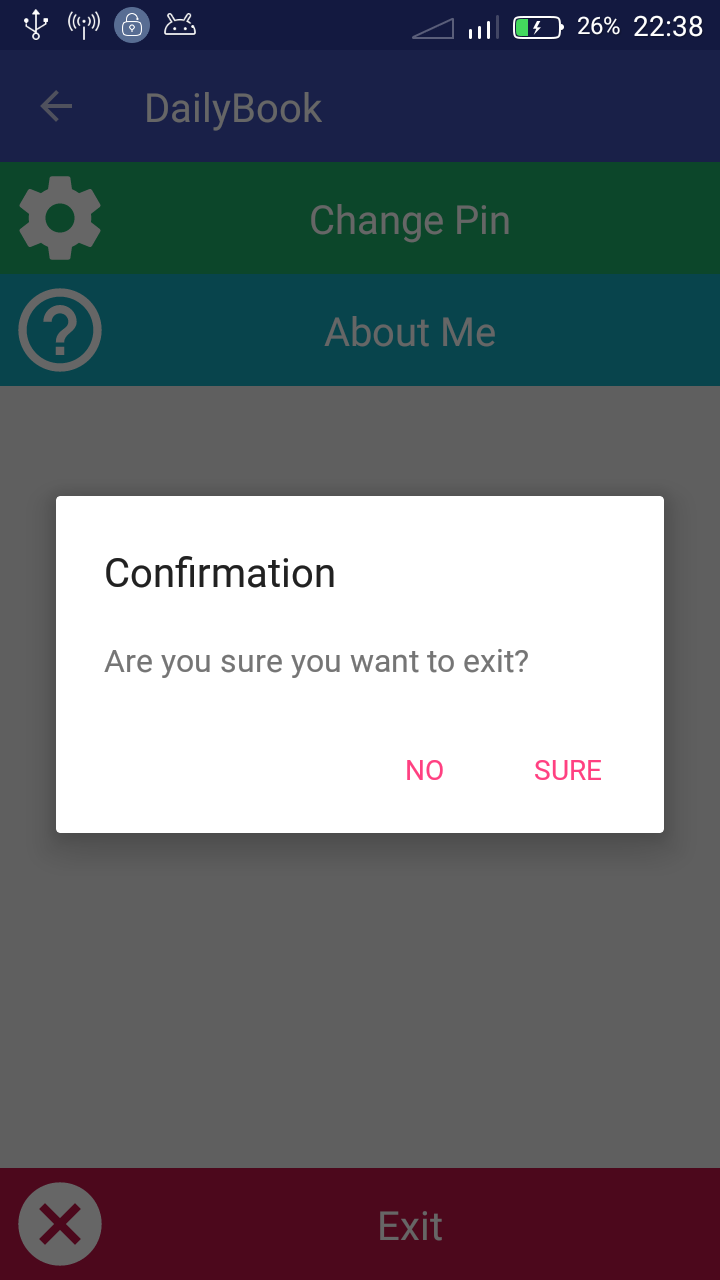 26% 22:38
DailyBook
Change Pin
About Me
Confirmation
Are you sure you want to exit?
NO SURE
Exit